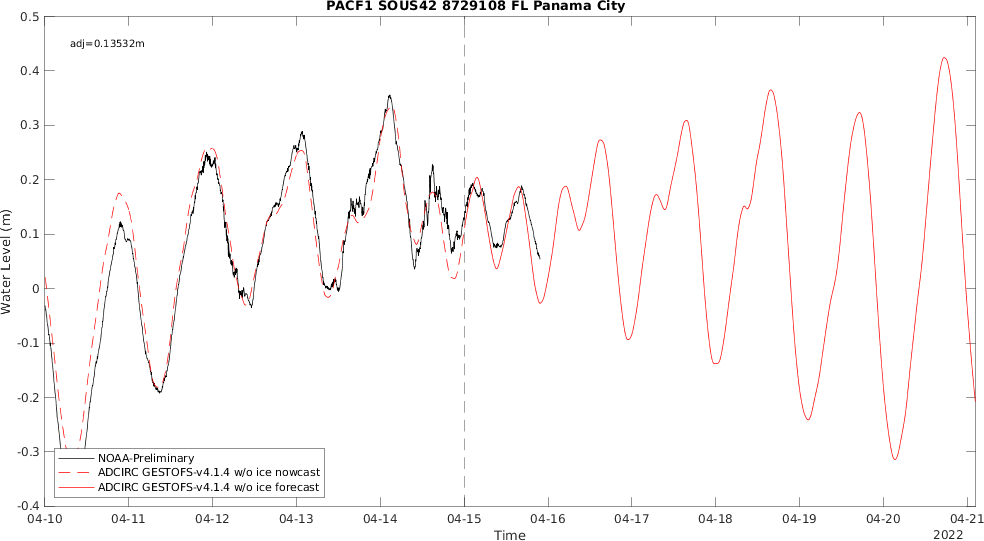 PACF1 SOUS42 8729108 FL Panama City
adj=0.13532m
0.5
0.4
0.3
0.2
0.1
0
-0.1
-0.2
-0.3
-0.4
Water Level (m)
NOAA-Preliminary
ADCIRC GESTOFS-v4.1.4 w/o ice nowcast
ADCIRC GESTOFS-v4.1.4 w/o ice forecast
04-10 04-11 04-12 04-13 04-14 04-15 04-16 04-17 04-18 04-19 04-20 04-21
Time
2022